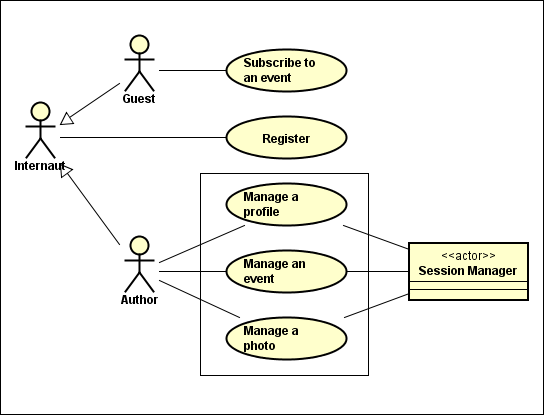 Subscribe to
an event
Guest
Register
Internaut
Manage a
profile
<<actor>>
Session Manager
Manage an
event
Author
Manage a
photo